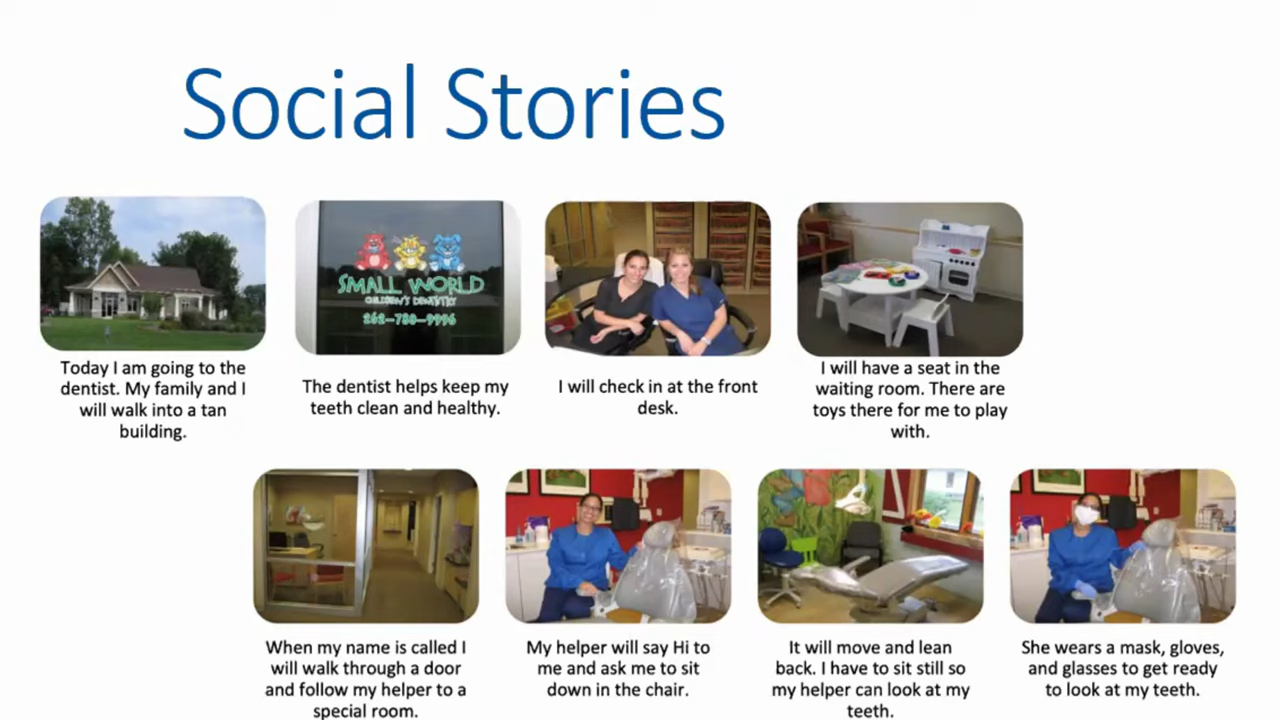 Social Stories
SMALL WORLD
CHILDREN'S DENTISTRY
262-780-9996
Today I am going to the
dentist. My family and I
will walk into a tan
building.
The dentist helps keep my
teeth clean and healthy.
I will check in at the front
desk.
I will have a seat in the
waiting room. There are
toys there for me to play
with.
When my name is called I
will walk through a door
and follow my helper to a
special room.
My helper will say Hi to
me and ask me to sit
down in the chair.
It will move and lean
back. I have to sit still so
my helper can look at my
teeth.
She wears a mask, gloves,
and glasses to get ready
to look at my teeth.